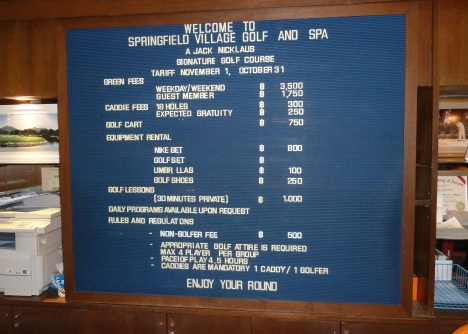 WELCOME TO
SPRINGFIELD VILLAGE GOLF AND SPA
A JACK NICKLAUS
SIGNATURE GOLF COURSE
TARIFF NOVEMBER 1, OCTOBER 31
GREEN FEES
WEEKDAY/WEEKEND ฿ 3,500
GUEST MEMBER ฿ 1,750
CADDIE FEES 18 HOLES ฿ 300
EXPECTED GRATUITY ฿ 250
GOLF CART ฿ 750
EQUIPMENT RENTAL
NIKE SET ฿ 800
GOLF SET ฿
UMBR LLAS ฿ 100
GOLF SHOES ฿ 250
GOLF LESSONS
(30 MINUTES PRIVATE) ฿ 1,000
DAILY PROGRAMS AVAILABLE UPON REQUEST
RULES AND REGULATIONS
- NON-GOLFER FEE ฿ 500
- APPROPRIATE GOLF ATTIRE IS REQUIRED
- MAX 4 PLAYER PER GROUP
- PACE OF PLAY 4.5 HOURS
- CADDIES ARE MANDATORY 1 CADDY / 1 GOLFER
ENJOY YOUR ROUND